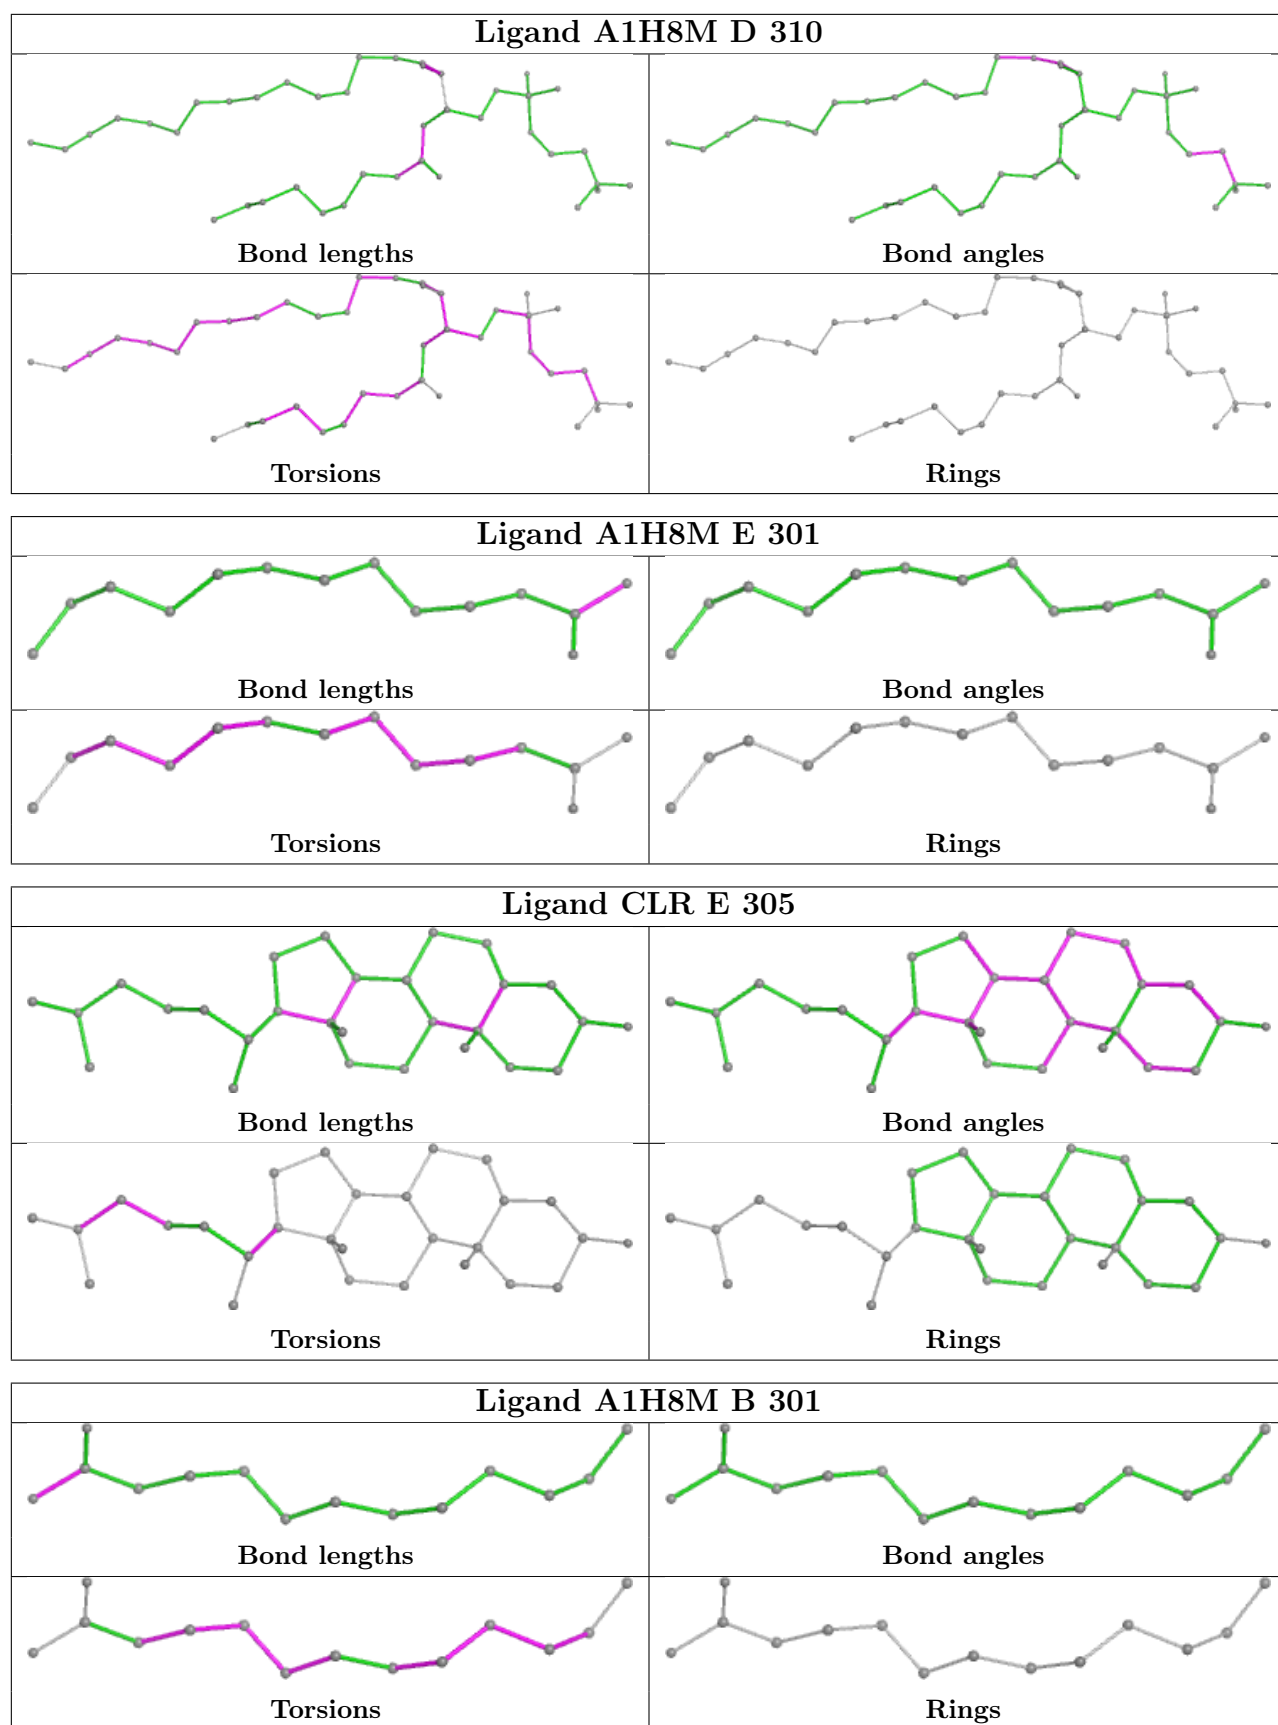 Ligand A1H8M D 310
Bond lengths
Bond angles
Torsions
Rings
Ligand A1H8M E 301
Bond lengths
Bond angles
Torsions
Rings
Ligand CLR E 305
Bond lengths
Bond angles
Torsions
Rings
Ligand A1H8M B 301
Bond lengths
Bond angles
Torsions
Rings